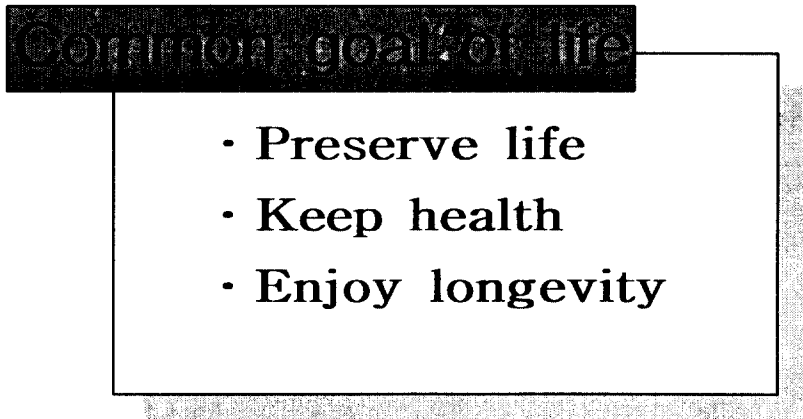 Common goal of life
· Preserve life
· Keep health
· Enjoy longevity